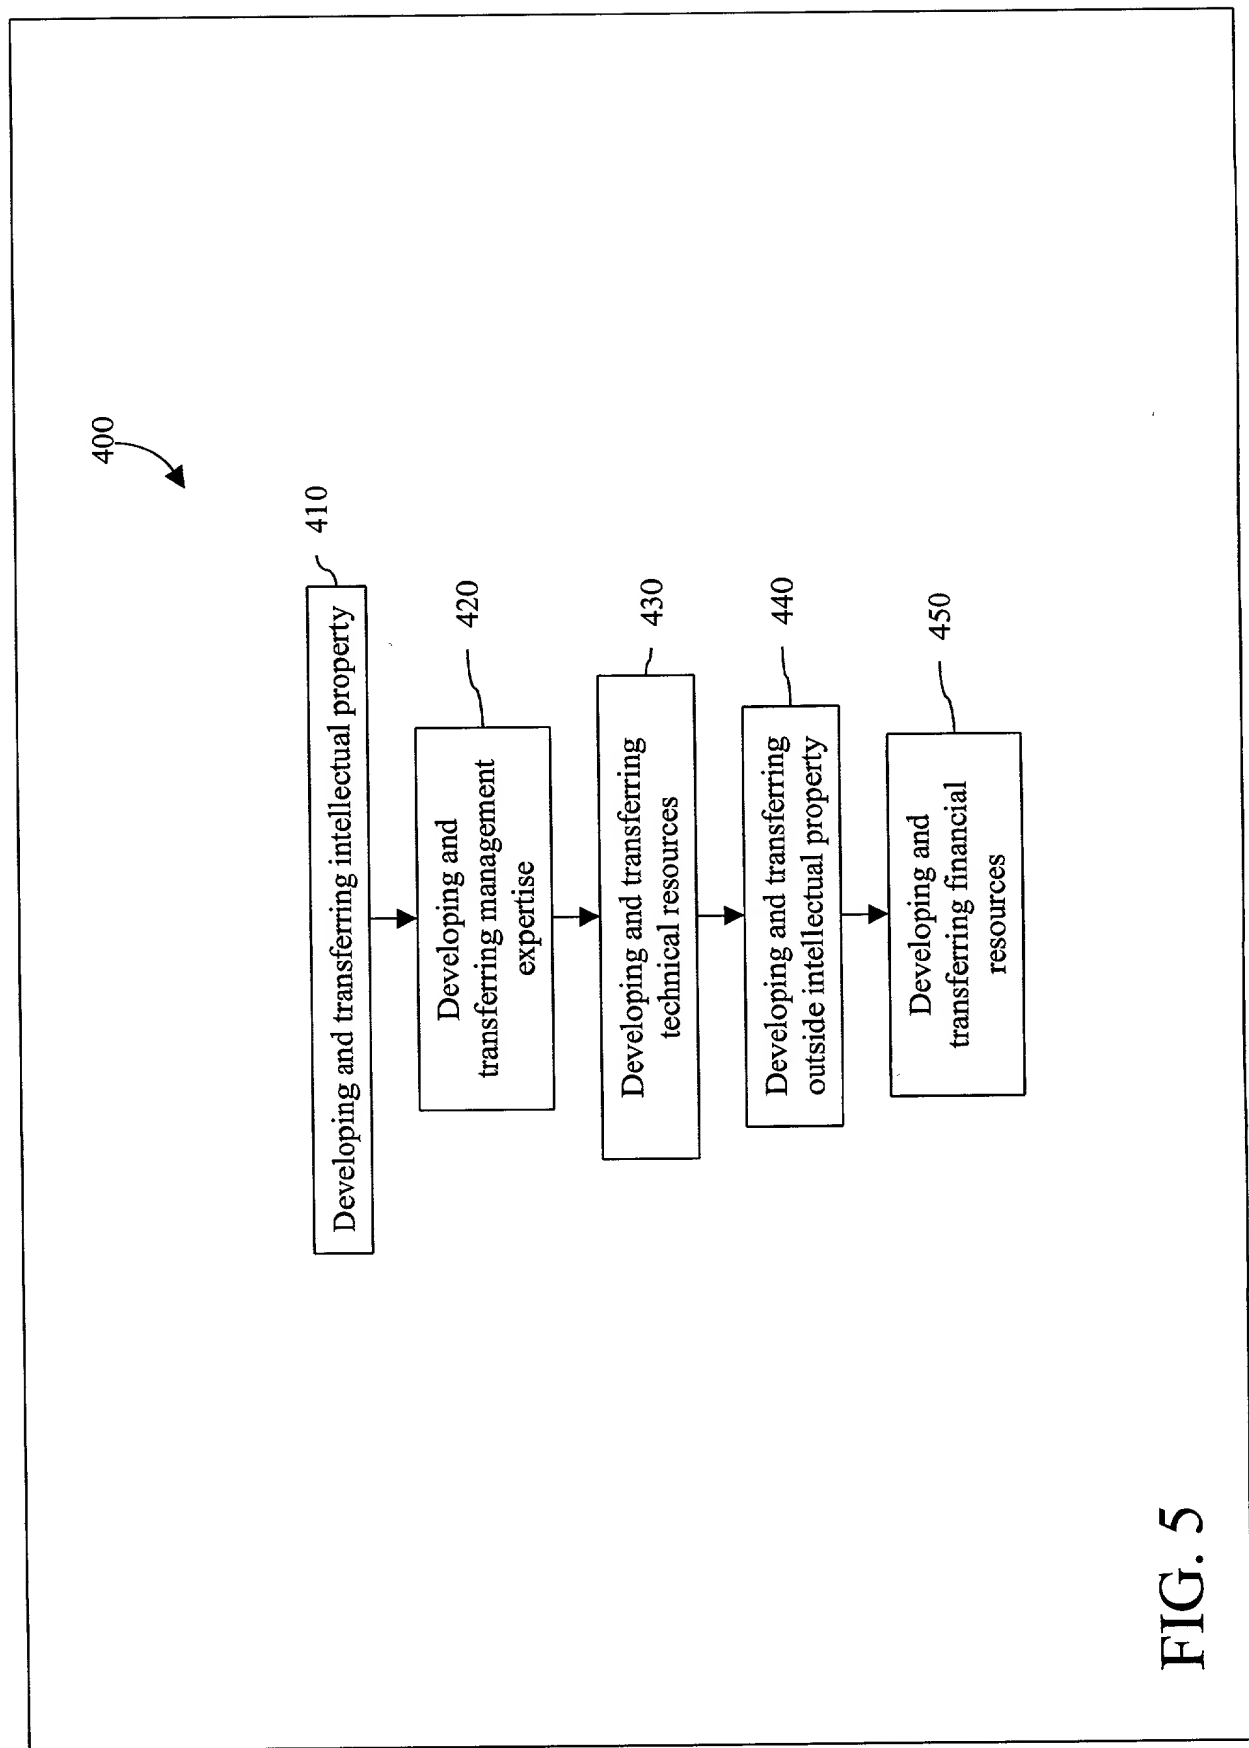 400
410
Developing and transferring intellectual property
420
Developing and
transferring management
expertise
430
Developing and transferring
technical resources
440
Developing and transferring
outside intellectual property
450
Developing and
transferring financial
resources
FIG. 5